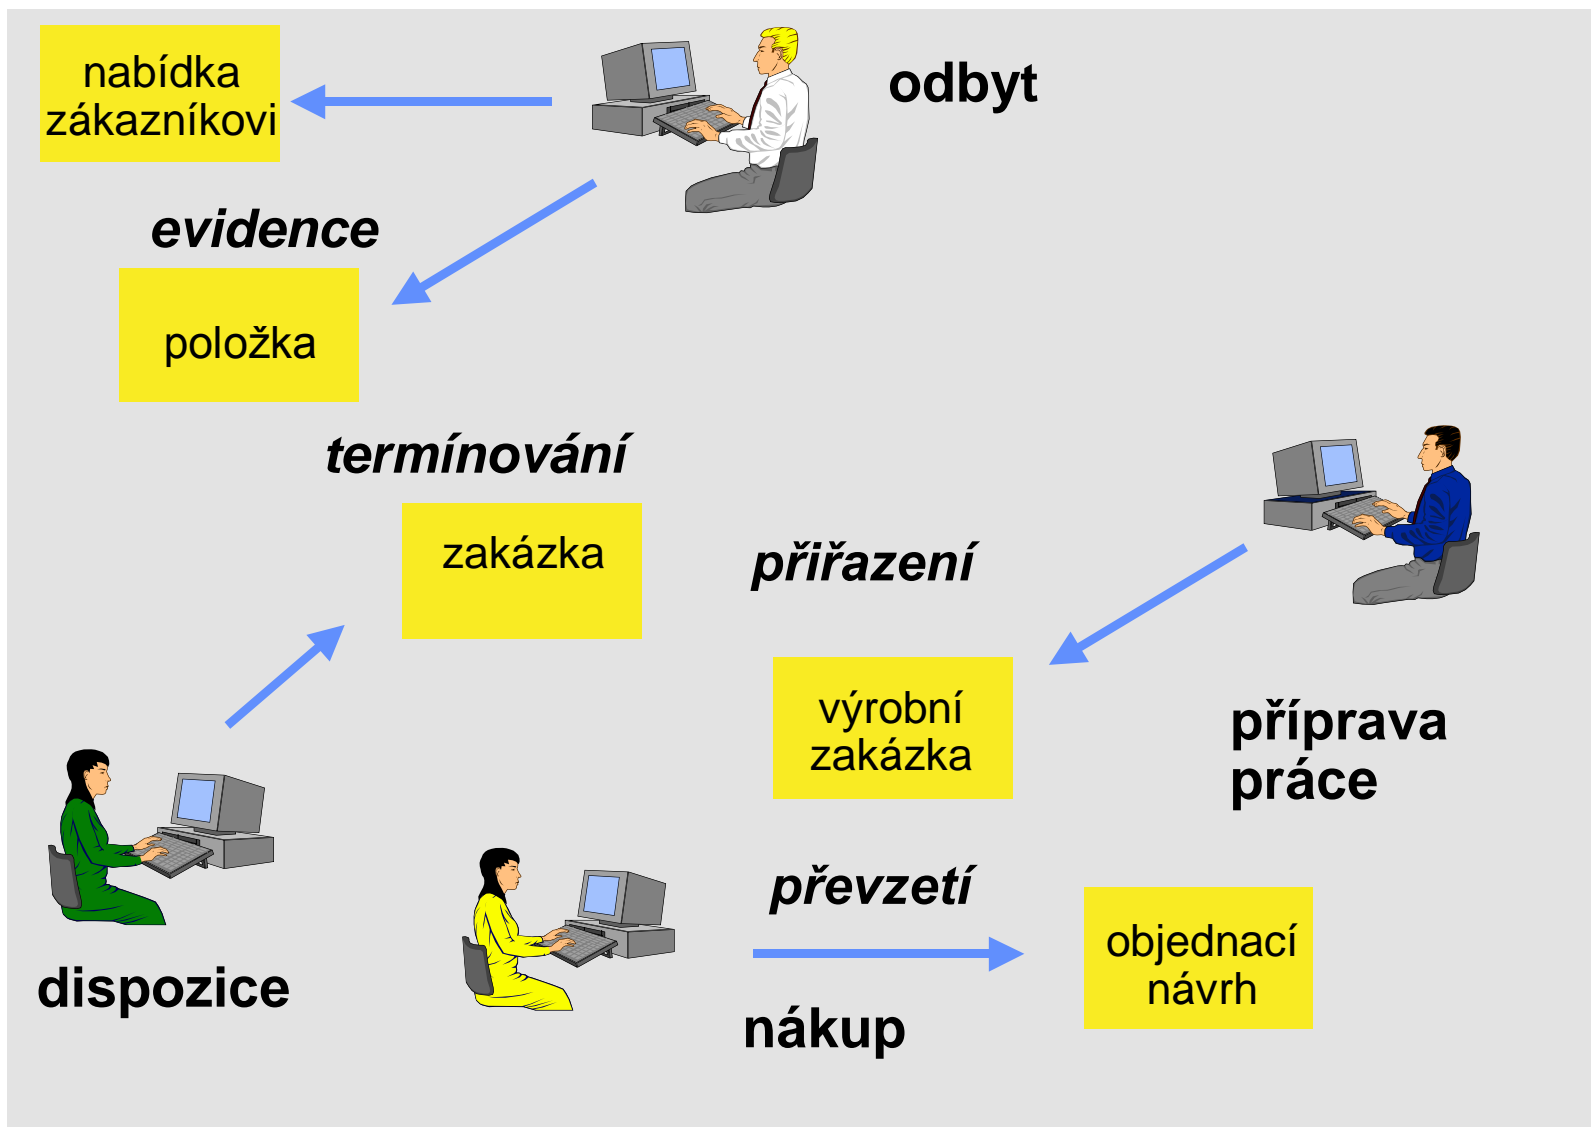 nabídka
zákazníkovi
odbyt
evidence
položka
termínování
zakázka
přiřazení
výrobní
zakázka
příprava
práce
převzetí
objednací
návrh
dispozice
nákup